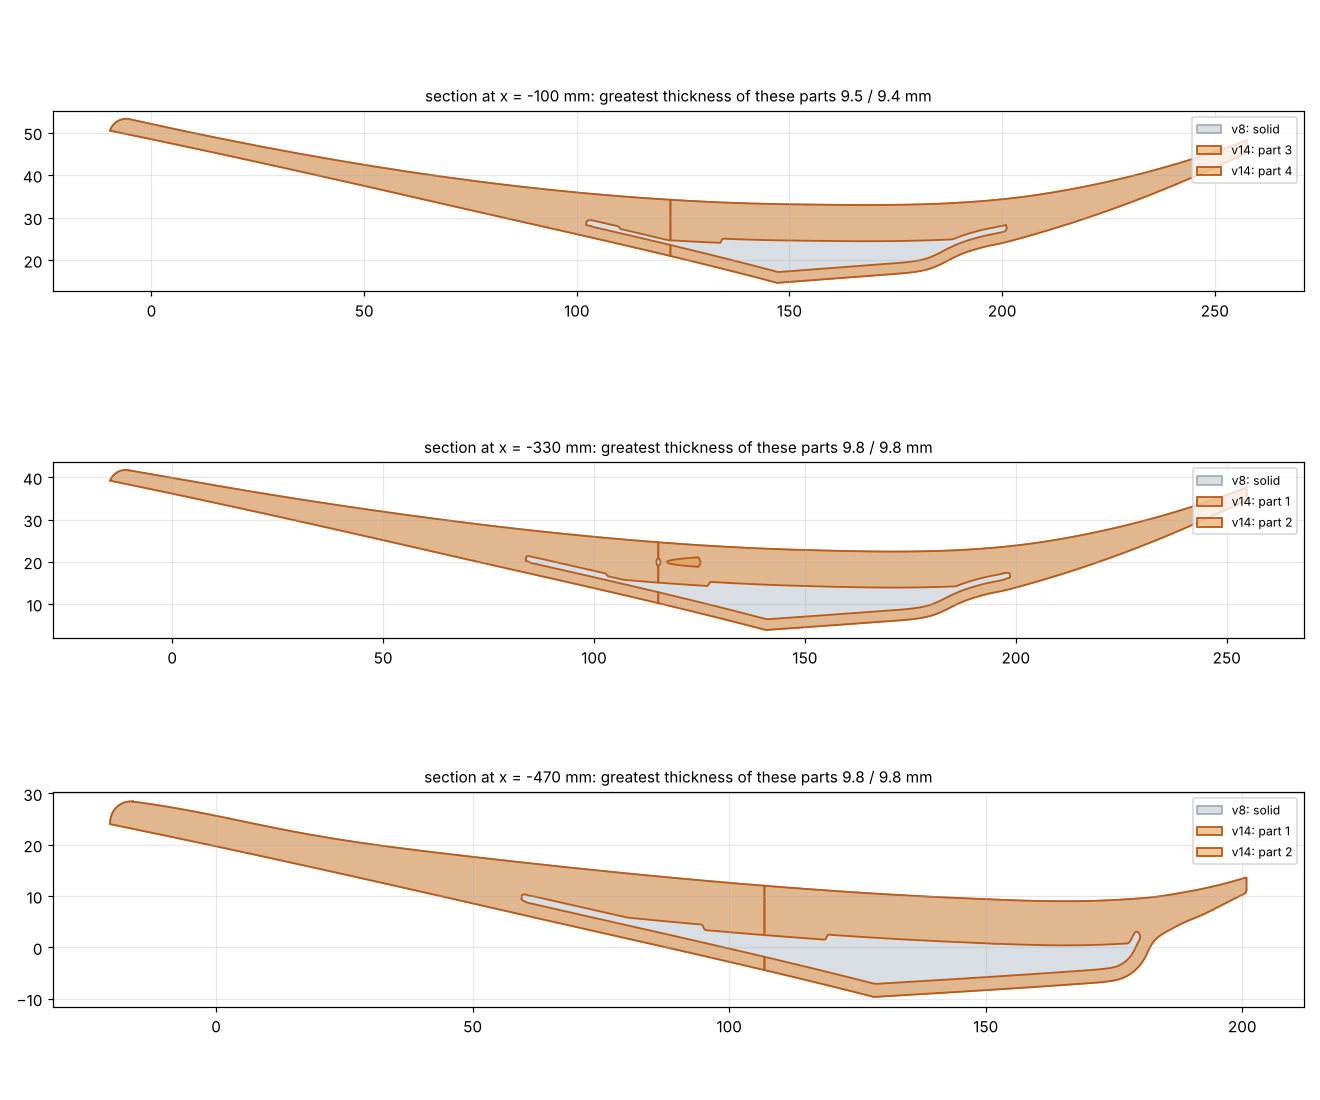 section at x = -100 mm: greatest thickness of these parts 9.5 / 9.4 mm
v8: solid
v14: part 3
v14: part 4
50
40
30
20
0
50
100
150
200
250
section at x = -330 mm: greatest thickness of these parts 9.8 / 9.8 mm
v8: solid
v14: part 1
v14: part 2
40
30
20
10
0
50
100
150
200
250
section at x = -470 mm: greatest thickness of these parts 9.8 / 9.8 mm
v8: solid
v14: part 1
v14: part 2
30
20
10
0
−10
0
50
100
150
200